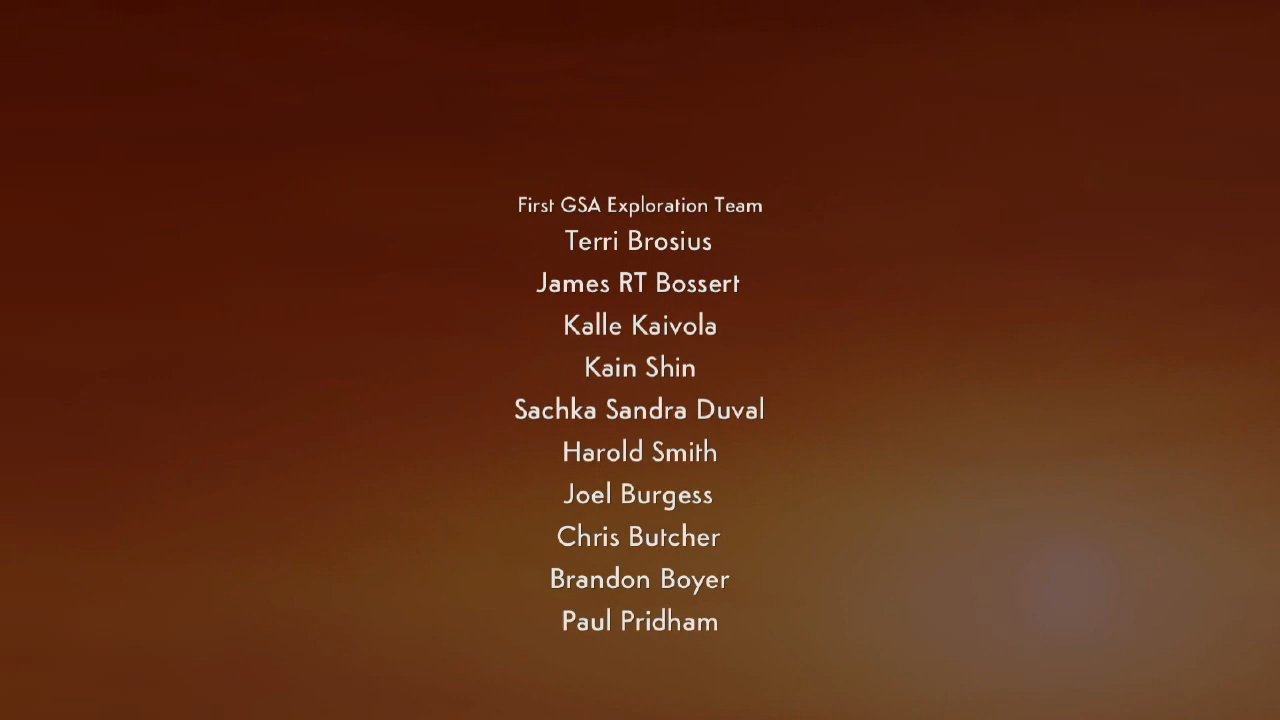 First GSA Exploration Team
Terri Brosius
James RT Bossert
Kalle Kaivola
Kain Shin
Sachka Sandra Duval
Harold Smith
Joel Burgess
Chris Butcher
Brandon Boyer
Paul Pridham